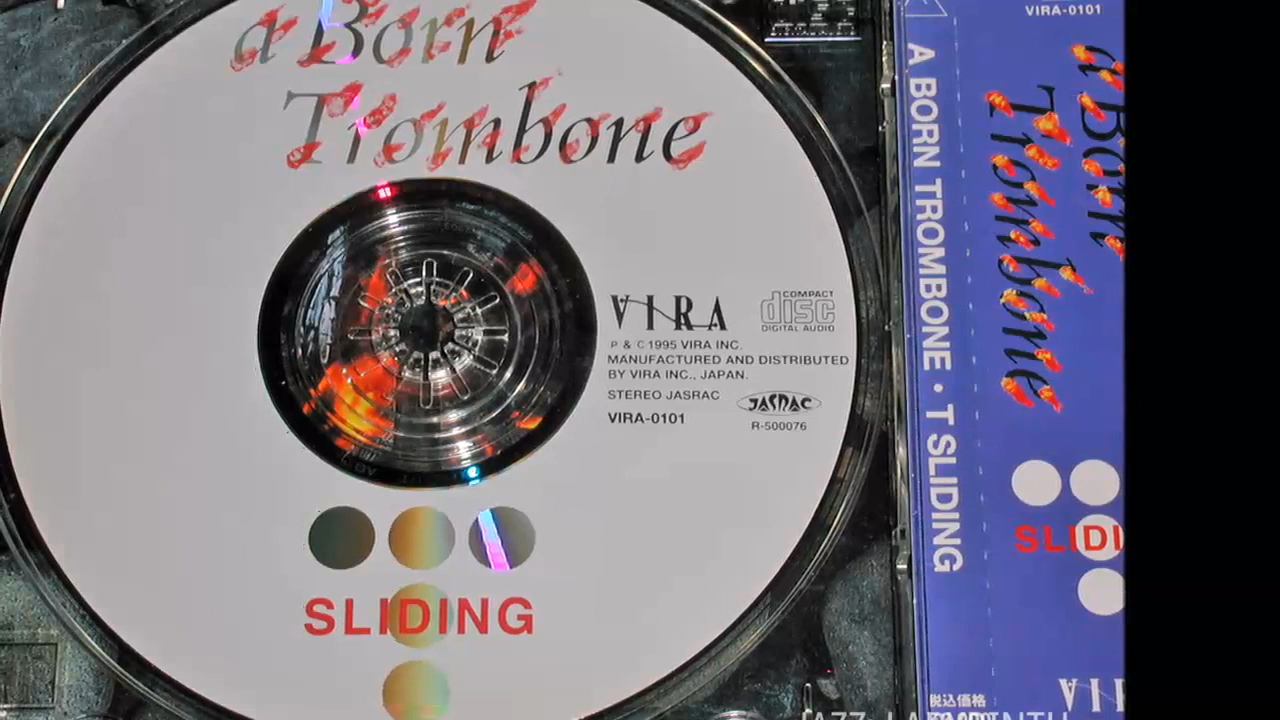 a Born
Trombone
VIRA
COMPACT
disc
DIGITAL AUDIO
P & C 1995 VIRA INC.
MANUFACTURED AND DISTRIBUTED
BY VIRA INC., JAPAN.
STEREO JASRAC
JASRAC
VIRA-0101
R-500076
SLIDING
A BORN TROMBONE • T SLIDING
VIRA-0101
a Born
Trombone
SLIDI
税込価格